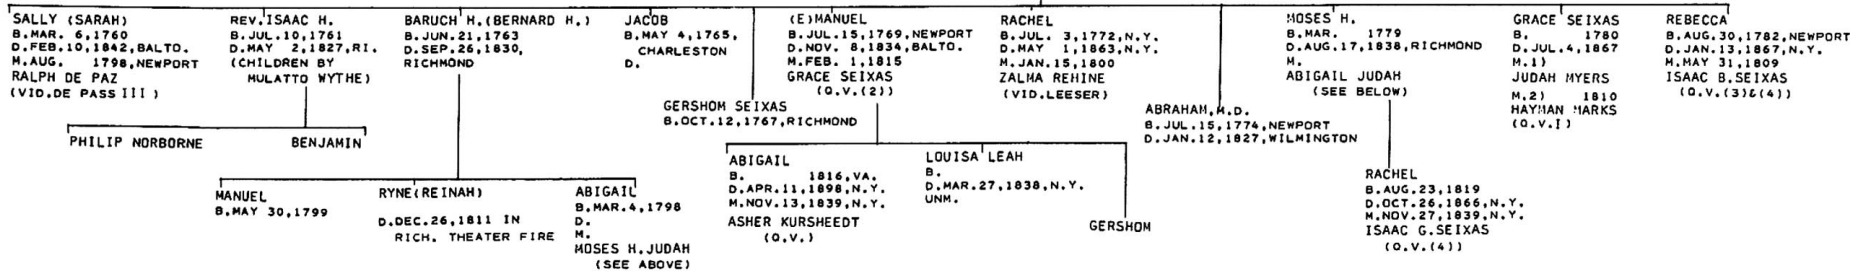 SALLY (SARAH)
B.MAR. 6,1760
D.FEB.10,1842,BALTO.
M.AUG. 1798,NEWPORT
RALPH DE PAZ
(VID.DE PASS III)
REV.ISAAC H.
B.JUL.10,1761
D.MAY 2,1827,RI.
(CHILDREN BY
MULATTO WYTHE)
BARUCH H.(BERNARD H.)
B.JUN.21,1763
D.SEP.26,1830,
RICHMOND
JACOB
B.MAY 4,1765,
CHARLESTON
D.
GERSHOM SEIXAS
B.OCT.12,1767,RICHMOND
(E)MANUEL
B.JUL.15,1769,NEWPORT
D.NOV. 8,1834,BALTO.
M.FEB. 1,1815
GRACE SEIXAS
(Q.V.(2))
RACHEL
B.JUL. 3,1772,N.Y.
D.MAY 1,1863,N.Y.
M.JAN.15,1800
ZALMA REHINE
(VID.LEESER)
ABRAHAM,M.D.
B.JUL.15,1774,NEWPORT
D.JAN.12,1827,WILMINGTON
MOSES H.
B.MAR. 1779
D.AUG.17,1838,RICHMOND
M.
ABIGAIL JUDAH
(SEE BELOW)
GRACE SEIXAS
B. 1780
D.JUL.4,1867
M.1)
JUDAH MYERS
M.2) 1810
HAYMAN MARKS
(Q.V.I)
REBECCA
B.AUG.30,1782,NEWPORT
D.JAN.13,1867,N.Y.
M.MAY 31,1809
ISAAC B.SEIXAS
(Q.V.(3)&(4))
PHILIP NORBORNE
BENJAMIN
MANUEL
B.MAY 30,1799
RYNE(REINAH)
D.DEC.26,1811 IN
RICH. THEATER FIRE
ABIGAIL
B.MAR.4,1798
D.
M.
MOSES H.JUDAH
(SEE ABOVE)
ABIGAIL
B. 1816,VA.
D.APR.11,1898,N.Y.
M.NOV.13,1839,N.Y.
ASHER KURSHEEDT
(Q.V.)
LOUISA LEAH
B.
D.MAR.27,1838,N.Y.
UNM.
GERSHOM
RACHEL
B.AUG.23,1819
D.OCT.26,1866,N.Y.
M.NOV.27,1839,N.Y.
ISAAC G.SEIXAS
(Q.V.(4))